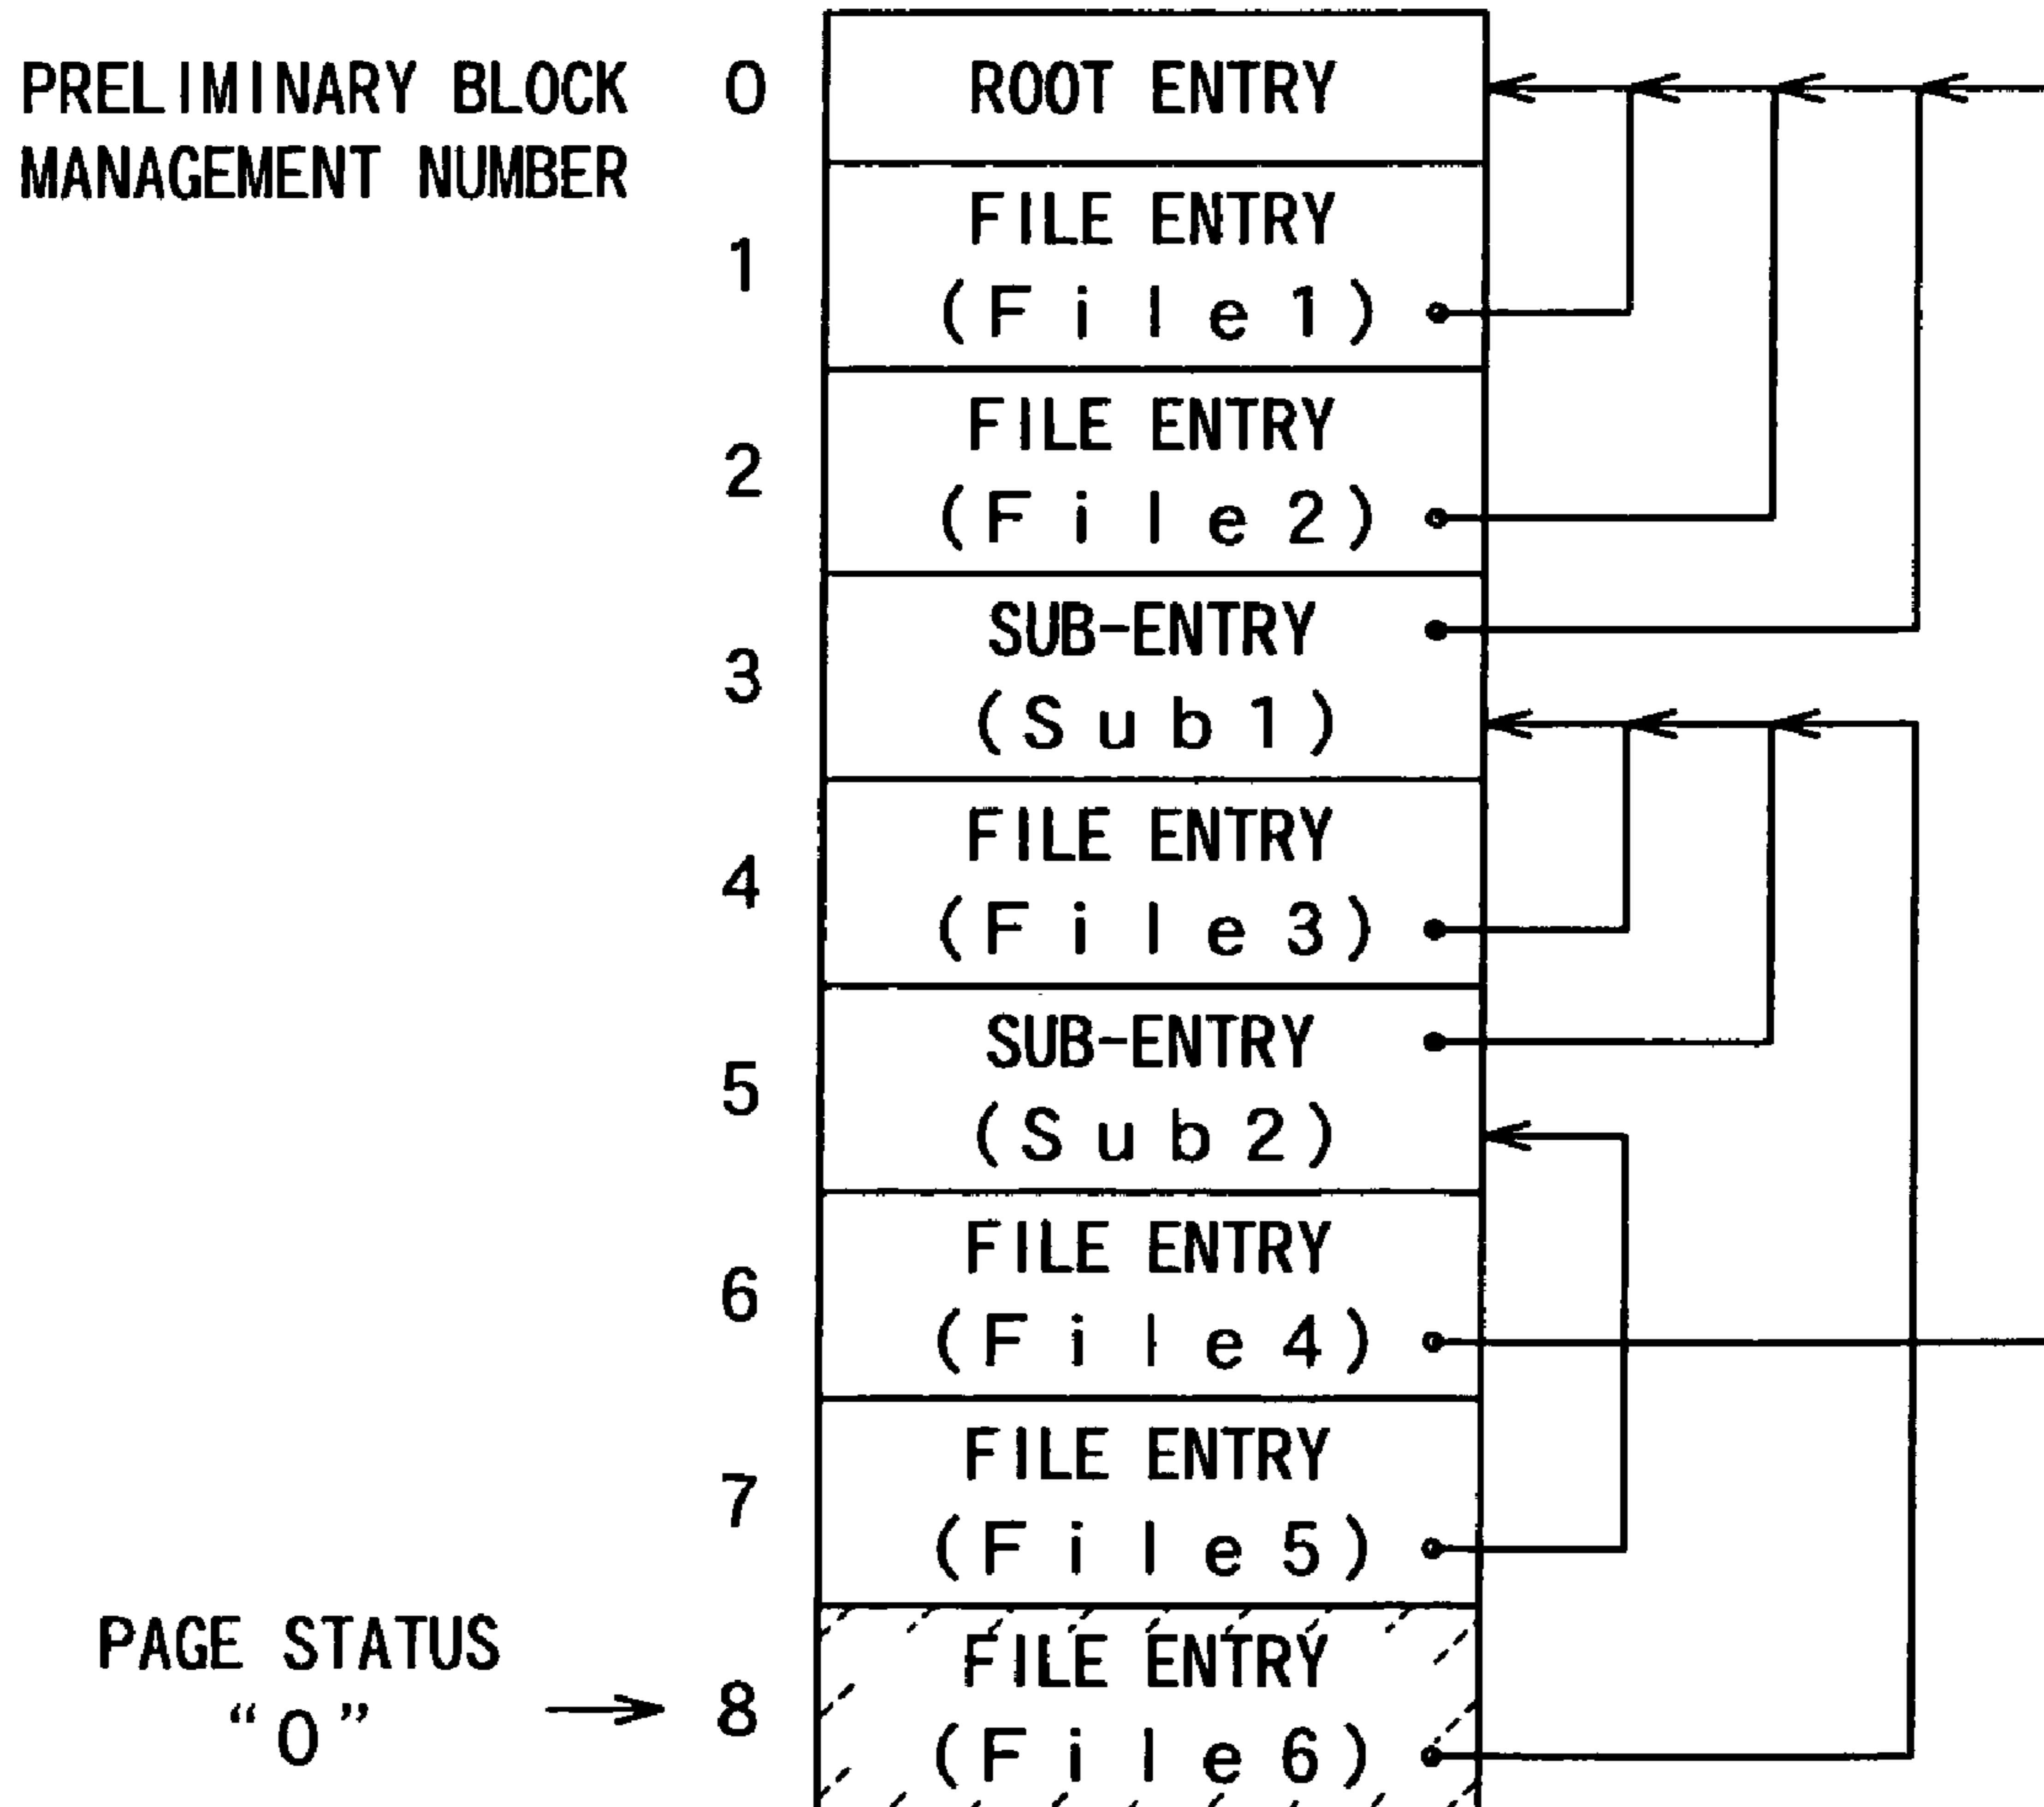 PRELIMINARY BLOCK
MANAGEMENT NUMBER
0
ROOT ENTRY
1
FILE ENTRY
(File1)
2
FILE ENTRY
(File2)
3
SUB-ENTRY
(Sub1)
4
FILE ENTRY
(File3)
5
SUB-ENTRY
(Sub2)
6
FILE ENTRY
(File4)
7
FILE ENTRY
(File5)
PAGE STATUS
“0”
8
FILE ENTRY
(File6)